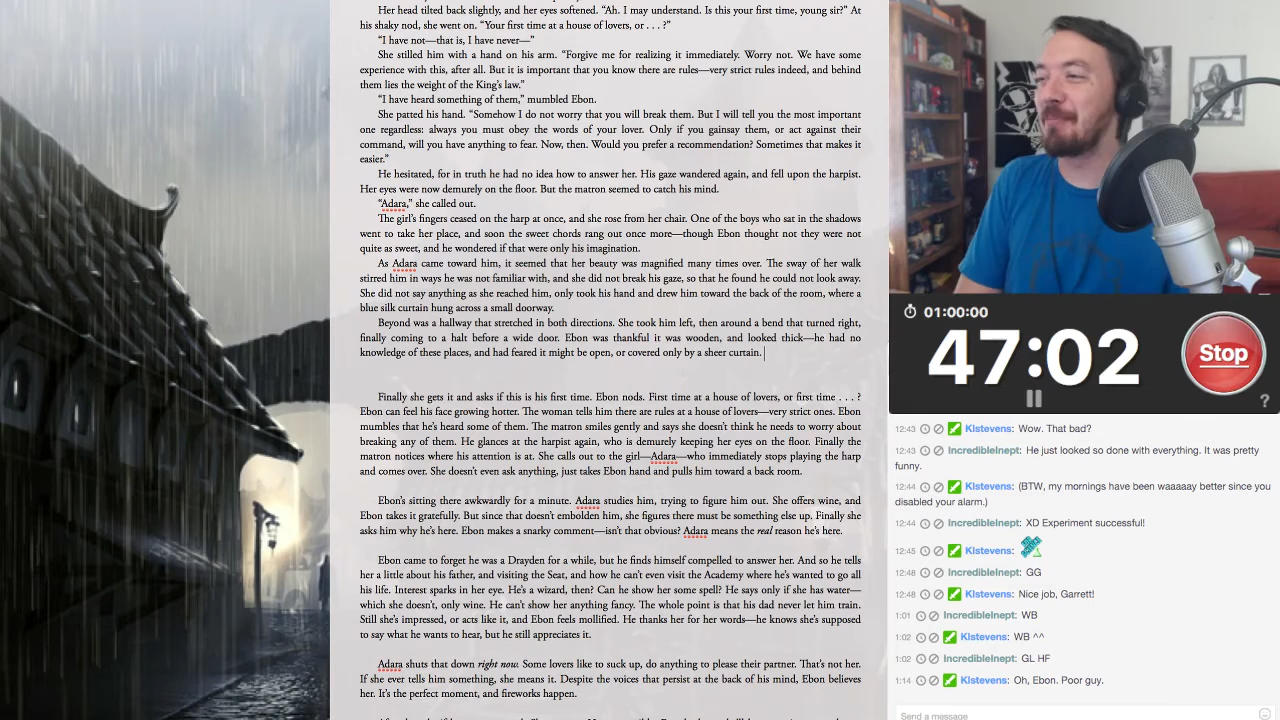 Her head tilted back slightly, and her eyes softened. “Ah. I may understand. Is this your first time, young sir?” At
his shaky nod, she went on. “Your first time at a house of lovers, or . . . ?”
“I have not—that is, I have never—”
She stilled him with a hand on his arm. “Forgive me for realizing it immediately. Worry not. We have some
experience with this, after all. But it is important that you know there are rules—very strict rules indeed, and behind
them lies the weight of the King’s law.”
“I have heard something of them,” mumbled Ebon.
She patted his hand. “Somehow I do not worry that you will break them. But I will tell you the most important
one regardless: always you must obey the words of your lover. Only if you gainsay them, or act against their
command, will you have anything to fear. Now, then. Would you prefer a recommendation? Sometimes that makes it
easier.”
He hesitated, for in truth he had no idea how to answer her. His gaze wandered again, and fell upon the harpist.
Her eyes were now demurely on the floor. But the matron seemed to catch his mind.
“Adara,” she called out.
The girl’s fingers ceased on the harp at once, and she rose from her chair. One of the boys who sat in the shadows
went to take her place, and soon the sweet chords rang out once more—though Ebon thought not they were not
quite as sweet, and he wondered if that were only his imagination.
As Adara came toward him, it seemed that her beauty was magnified many times over. The sway of her walk
stirred him in ways he was not familiar with, and she did not break his gaze, so that he found he could not look away.
She did not say anything as she reached him, only took his hand and drew him toward the back of the room, where a
blue silk curtain hung across a small doorway.
Beyond was a hallway that stretched in both directions. She took him left, then around a bend that turned right,
finally coming to a halt before a wide door. Ebon was thankful it was wooden, and looked thick—he had no
knowledge of these places, and had feared it might be open, or covered only by a sheer curtain.
Finally she gets it and asks if this is his first time. Ebon nods. First time at a house of lovers, or first time . . . ?
Ebon can feel his face growing hotter. The woman tells him there are rules at a house of lovers—very strict ones. Ebon
mumbles that he’s heard some of them. The matron smiles gently and says she doesn’t think he needs to worry about
breaking any of them. He glances at the harpist again, who is demurely keeping her eyes on the floor. Finally the
matron notices where his attention is at. She calls out to the girl—Adara—who immediately stops playing the harp
and comes over. She doesn’t even ask anything, just takes Ebon hand and pulls him toward a back room.
Ebon’s sitting there awkwardly for a minute. Adara studies him, trying to figure him out. She offers wine, and
Ebon takes it gratefully. But since that doesn’t embolden him, she figures there must be something else up. Finally she
asks him why he’s here. Ebon makes a snarky comment—isn’t that obvious? Adara means the real reason he’s here.
Ebon came to forget he was a Drayden for a while, but he finds himself compelled to answer her. And so he tells
her a little about his father, and visiting the Seat, and how he can’t even visit the Academy where he’s wanted to go all
his life. Interest sparks in her eye. He’s a wizard, then? Can he show her some spell? He says only if she has water—
which she doesn’t, only wine. He can’t show her anything fancy. The whole point is that his dad never let him train.
Still she’s impressed, or acts like it, and Ebon feels mollified. He thanks her for her words—he knows she’s supposed
to say what he wants to hear, but he still appreciates it.
Adara shuts that down right now. Some lovers like to suck up, do anything to please their partner. That’s not her.
If she ever tells him something, she means it. Despite the voices that persist at the back of his mind, Ebon believes
her. It’s the perfect moment, and fireworks happen.
01:00:00
47:02
Stop
?
12:43 Klstevens: Wow. That bad?
12:43 IncredibleInept: He just looked so done with everything. It was pretty
funny.
12:44 Klstevens: (BTW, my mornings have been waaaaay better since you
disabled your alarm.)
12:44 IncredibleInept: XD Experiment successful!
12:45 Klstevens:
12:48 IncredibleInept: GG
12:48 Klstevens: Nice job, Garrett!
1:01 IncredibleInept: WB
1:02 Klstevens: WB ^^
1:02 IncredibleInept: GL HF
1:14 Klstevens: Oh, Ebon. Poor guy.
Send a message